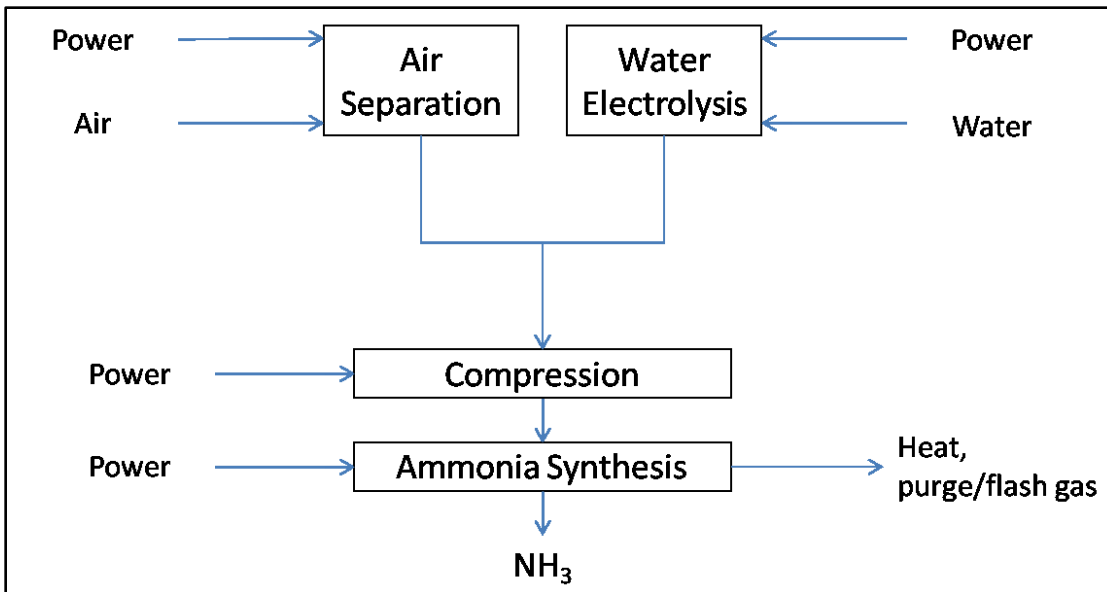 Power
Air
Separation
Water
Electrolysis
Power
Air
Water
Power
Compression
Power
Ammonia Synthesis
Heat,
purge/flash gas
NH₃